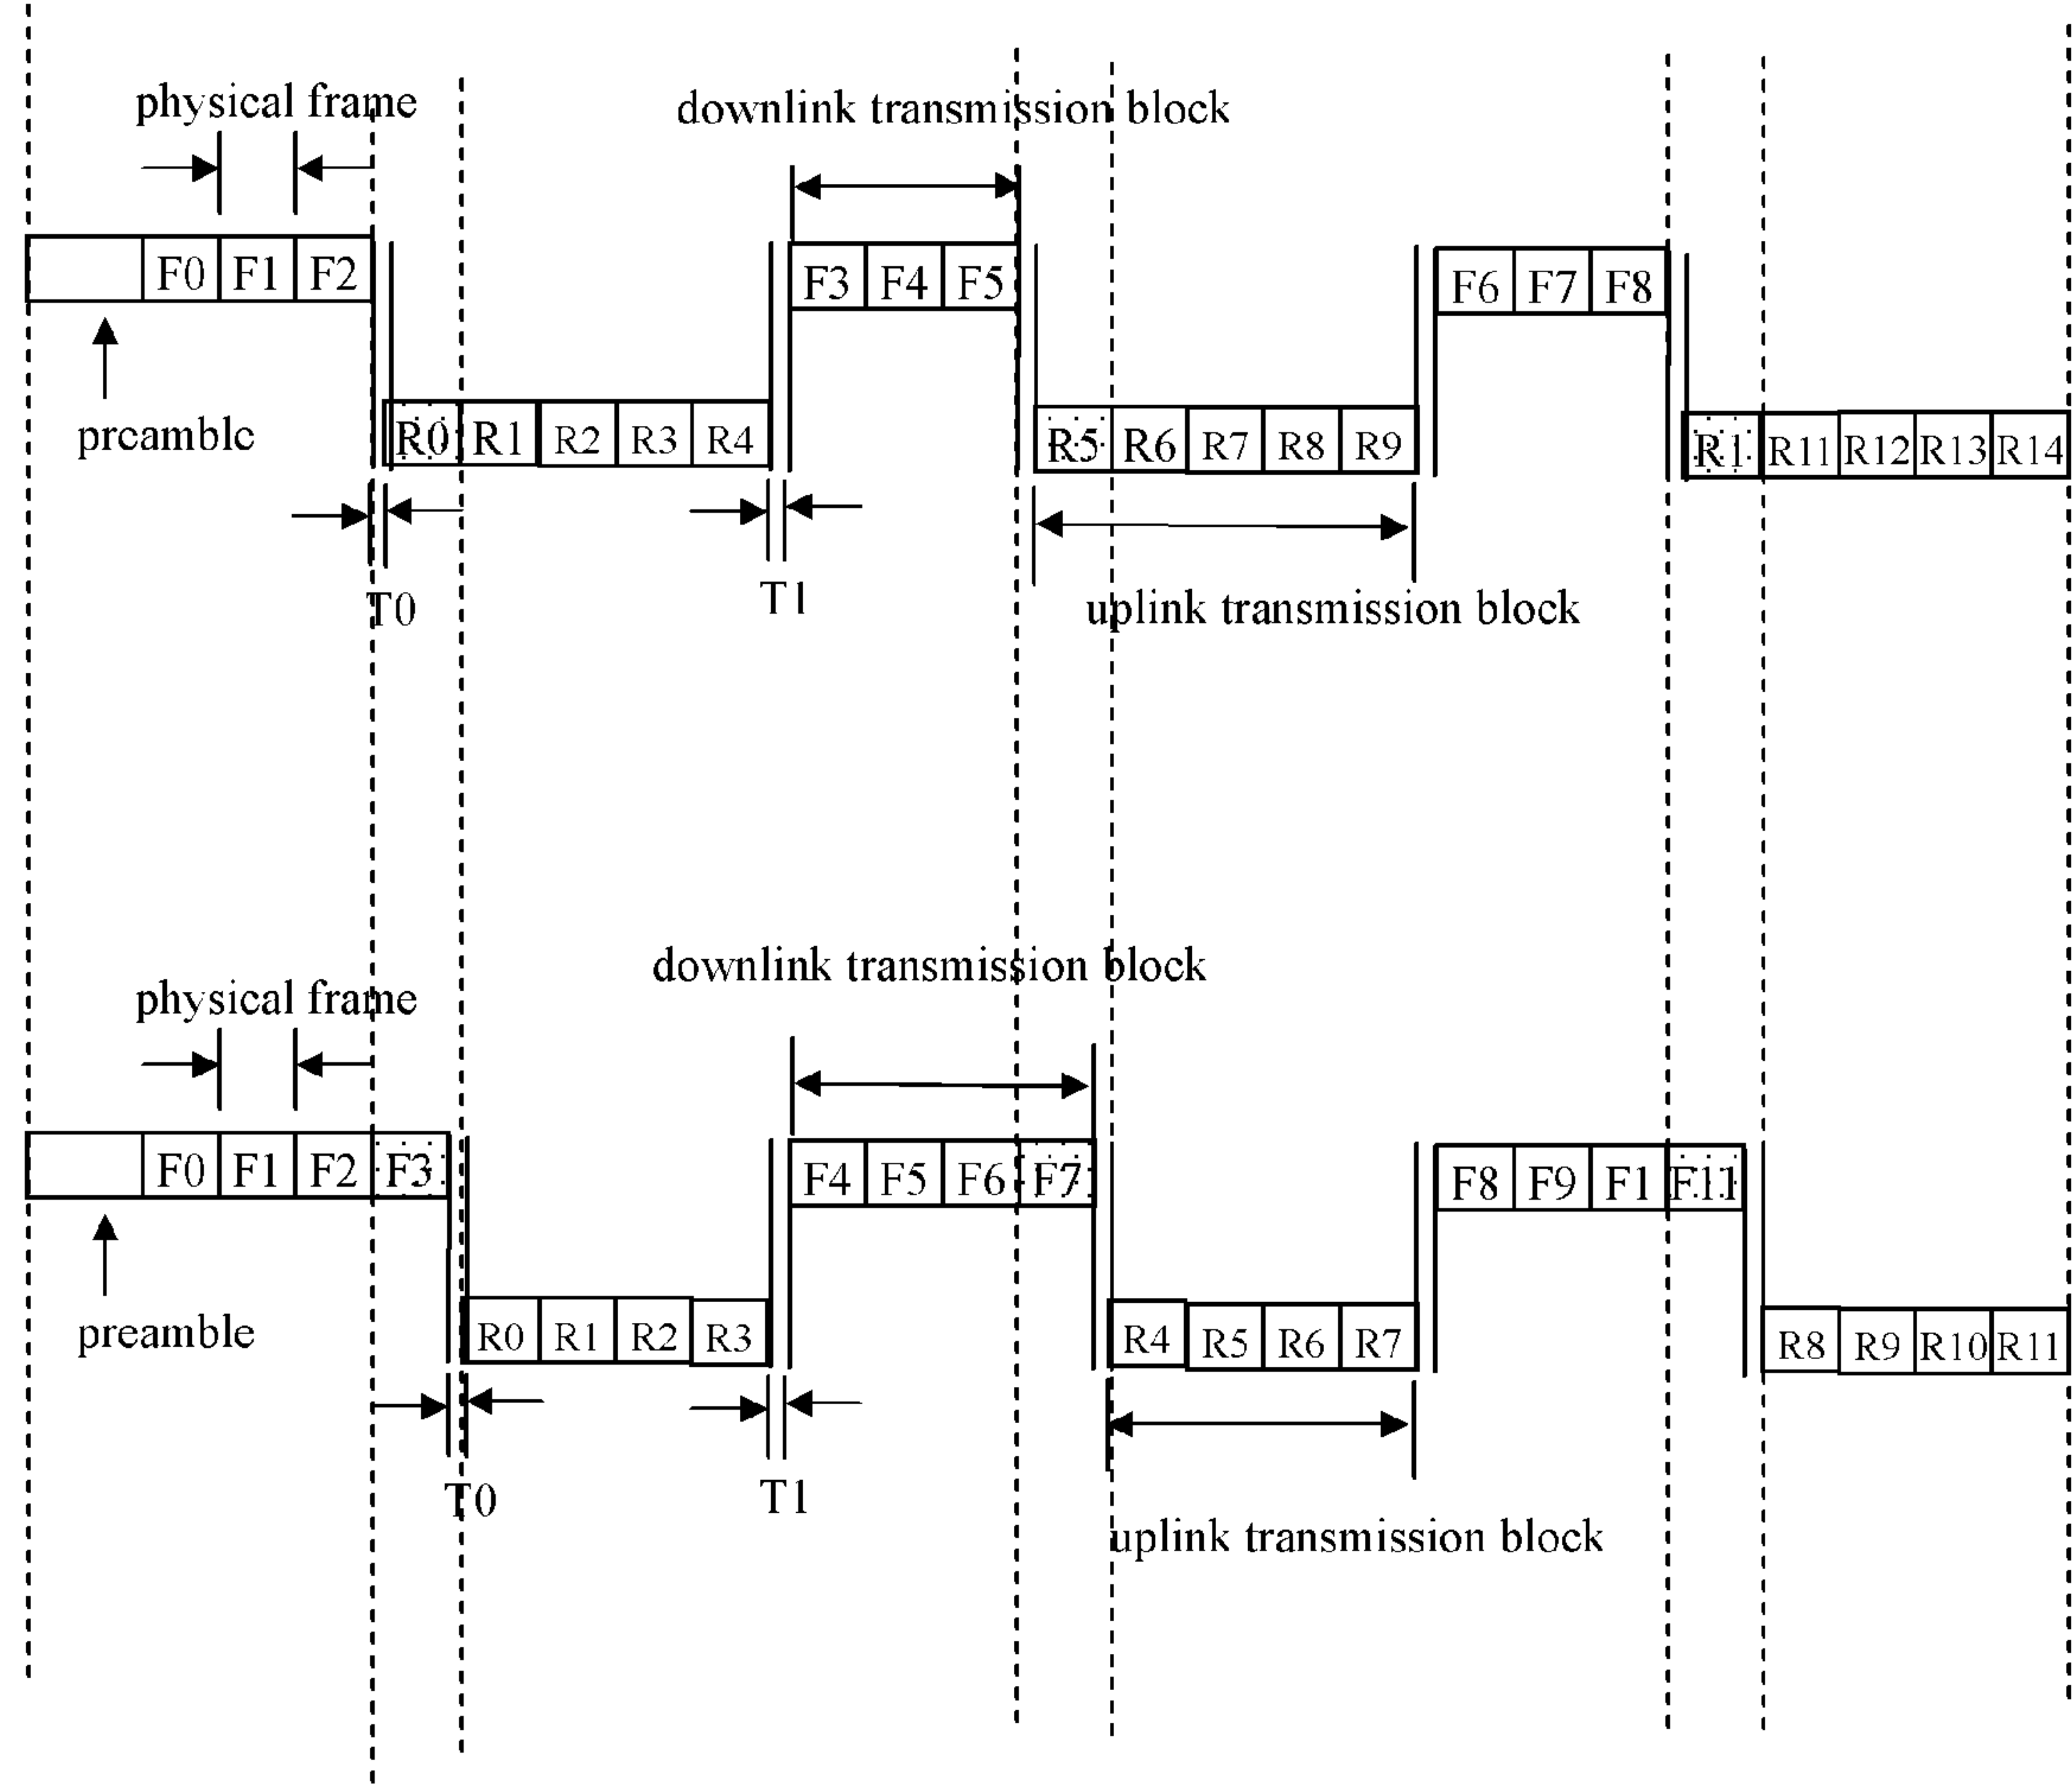 physical frame
downlink transmission block
F0 F1 F2
F3 F4 F5
F6 F7 F8
preamble
R0 R1 R2 R3 R4
R5 R6 R7 R8 R9
R1 R11 R12 R13 R14
T0
T1
uplink transmission block
downlink transmission block
physical frame
F0 F1 F2 F3
F4 F5 F6 F7
F8 F9 F1 F11
preamble
R0 R1 R2 R3
R4 R5 R6 R7
R8 R9 R10 R11
T0
T1
uplink transmission block